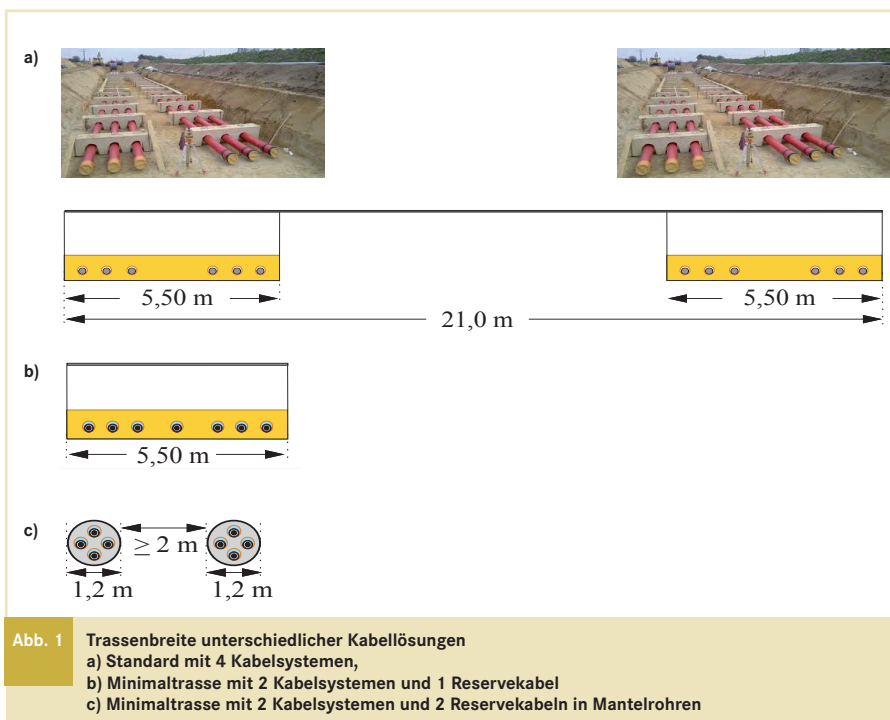 a)
5,50 m
5,50 m
21,0 m
b)
5,50 m
c)
≥ 2 m
1,2 m
1,2 m
Abb. 1
Trassenbreite unterschiedlicher Kabellösungen
a) Standard mit 4 Kabelsystemen,
b) Minimaltrasse mit 2 Kabelsystemen und 1 Reservekabel
c) Minimaltrasse mit 2 Kabelsystemen und 2 Reservekabeln in Mantelrohren